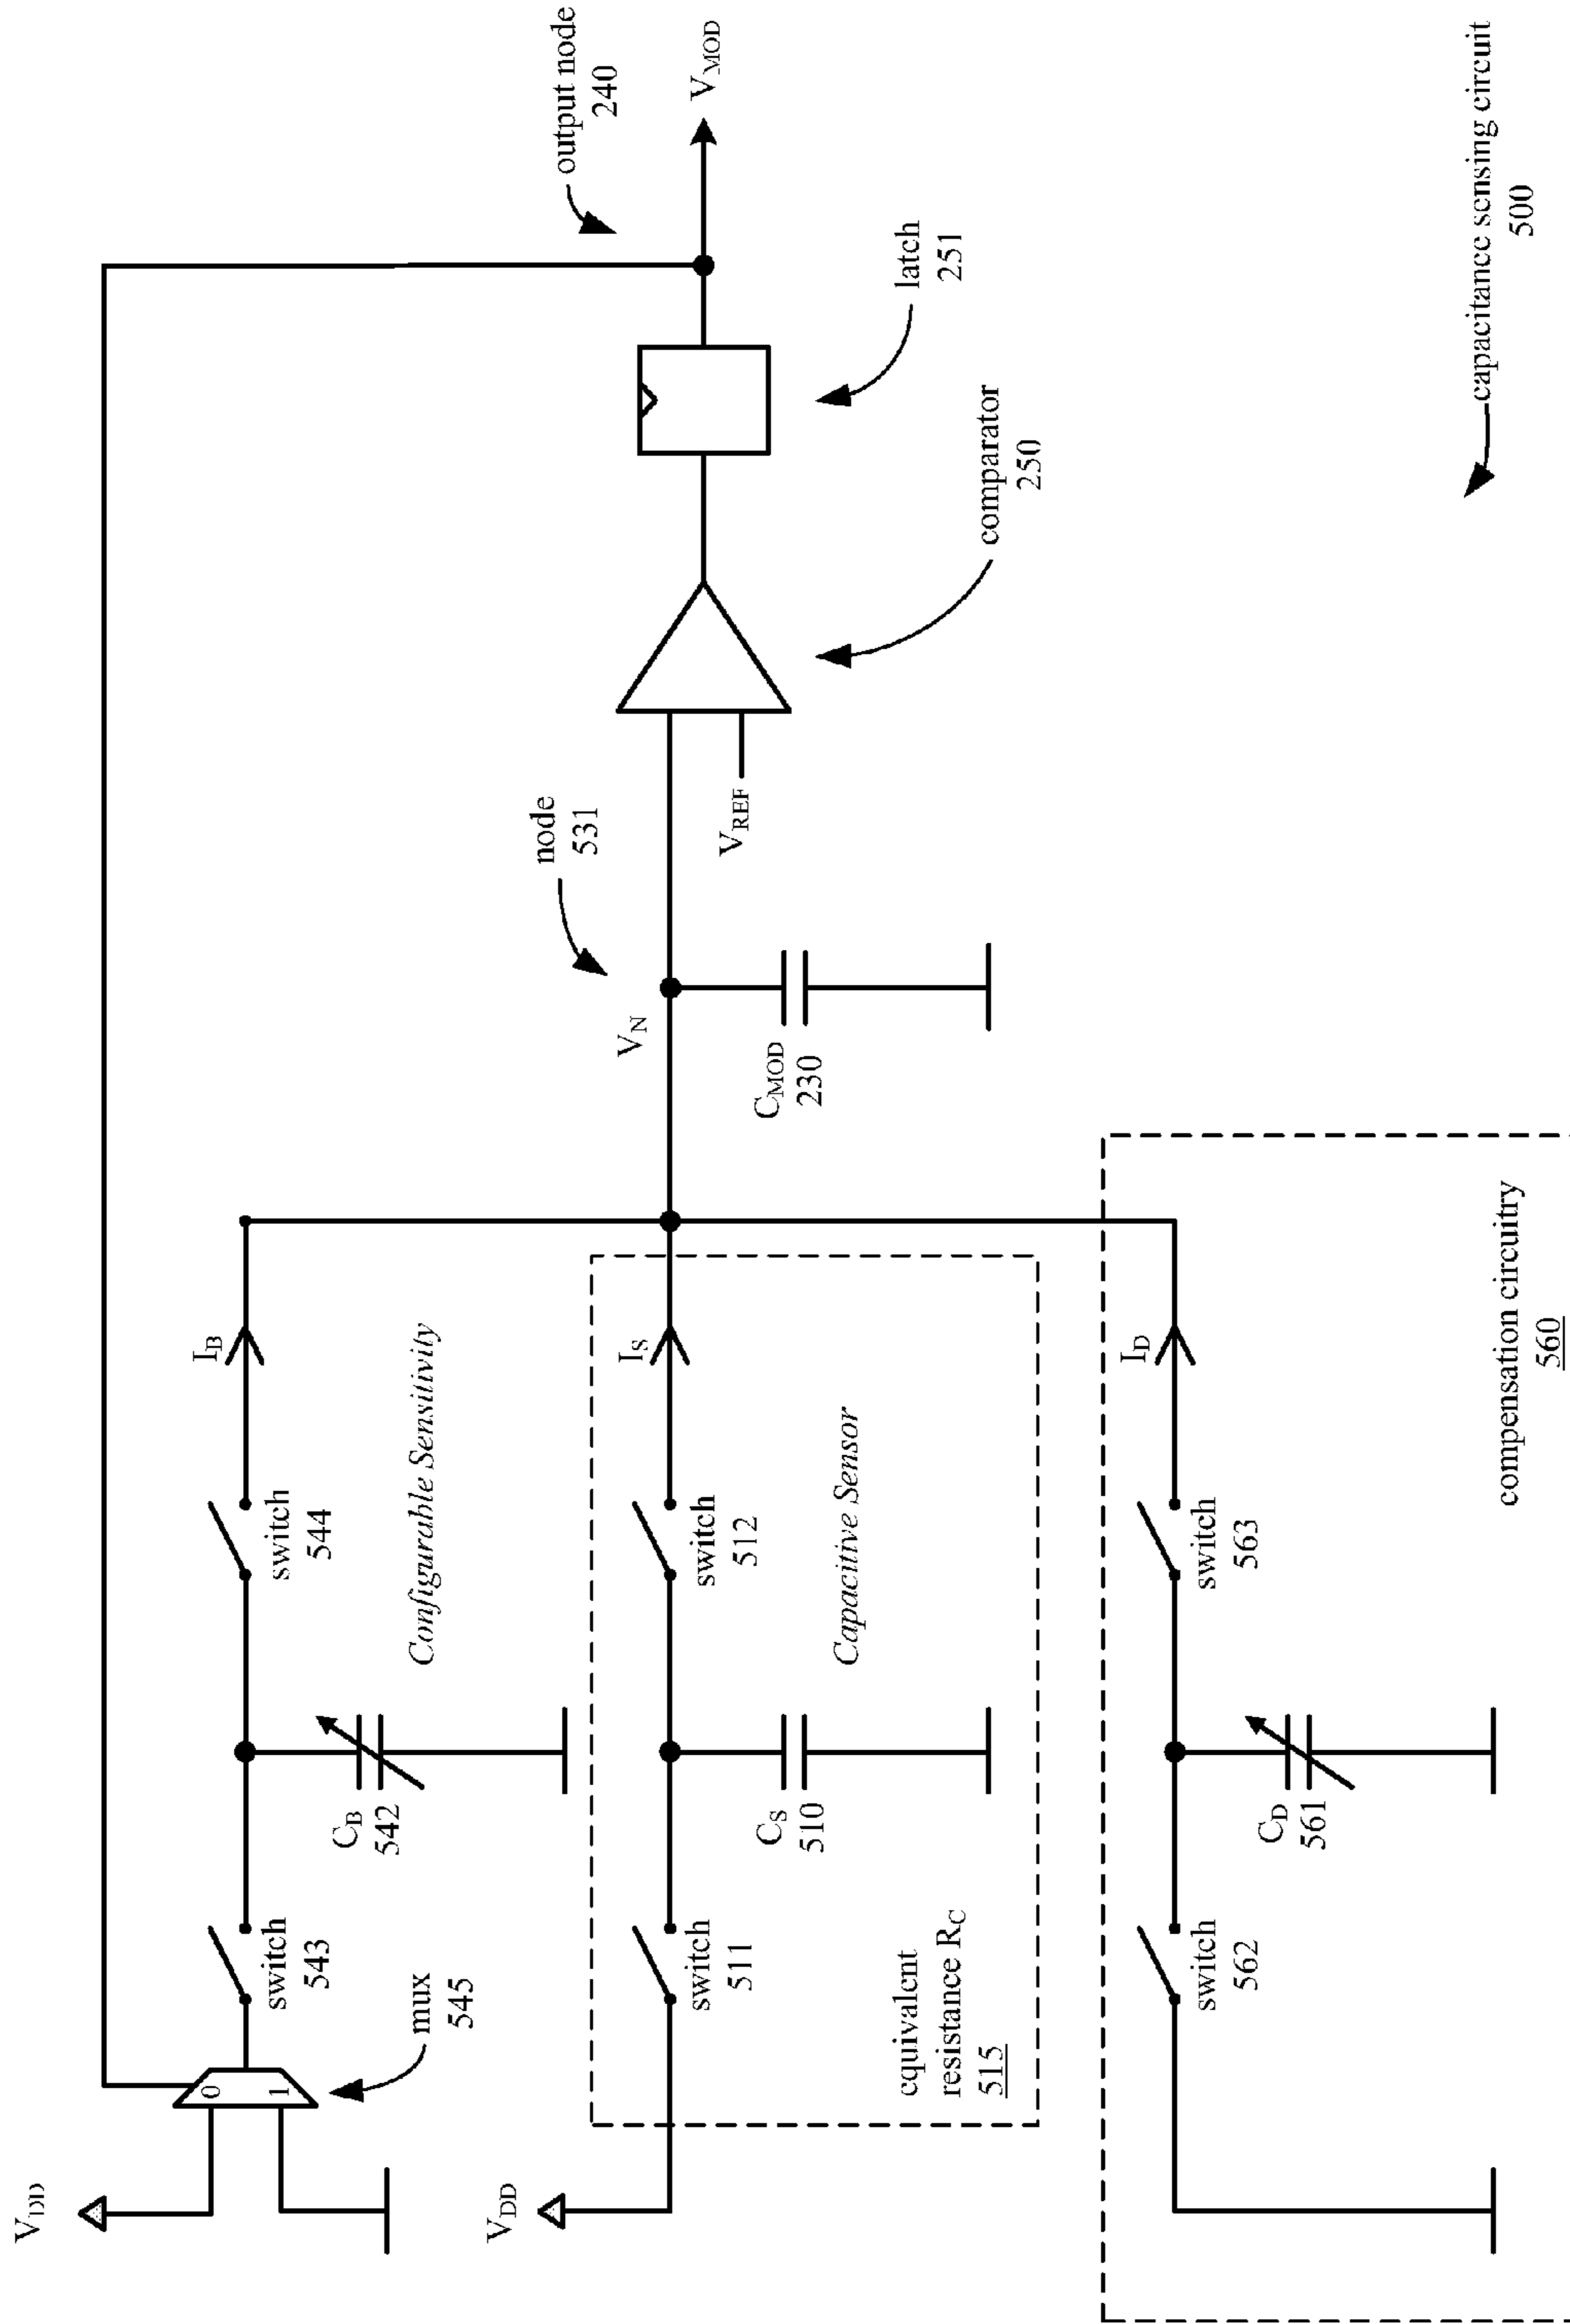 V_DD
0
1
mux
545
switch
543
C_B
542
switch
544
I_B
Configurable Sensitivity
V_DD
switch
511
C_S
510
switch
512
I_S
Capacitive Sensor
equivalent
resistance R_C
515
V_N
node
531
C_MOD
230
V_REF
comparator
250
latch
251
output node
240
V_MOD
switch
562
C_D
561
switch
563
I_D
compensation circuitry
560
capacitance sensing circuit
500